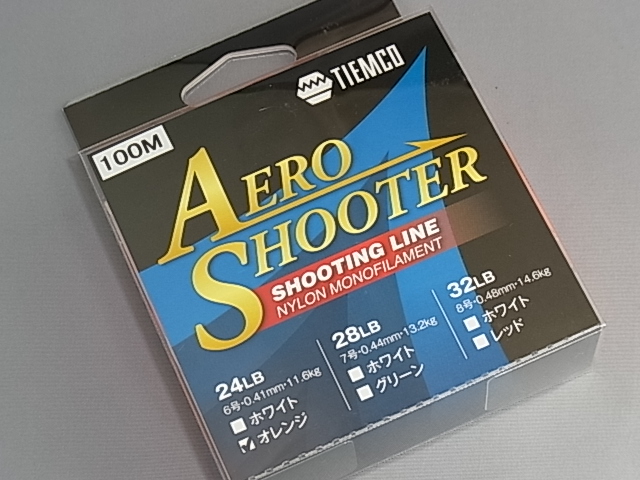 TIEMCO
100M
AERO
SHOOTER
SHOOTING LINE
NYLON MONOFILAMENT
24LB
6号・0.41mm・11.6kg
ホワイト
オレンジ
28LB
7号・0.44mm・13.2kg
ホワイト
グリーン
32LB
8号・0.48mm・14.6kg
ホワイト
レッド